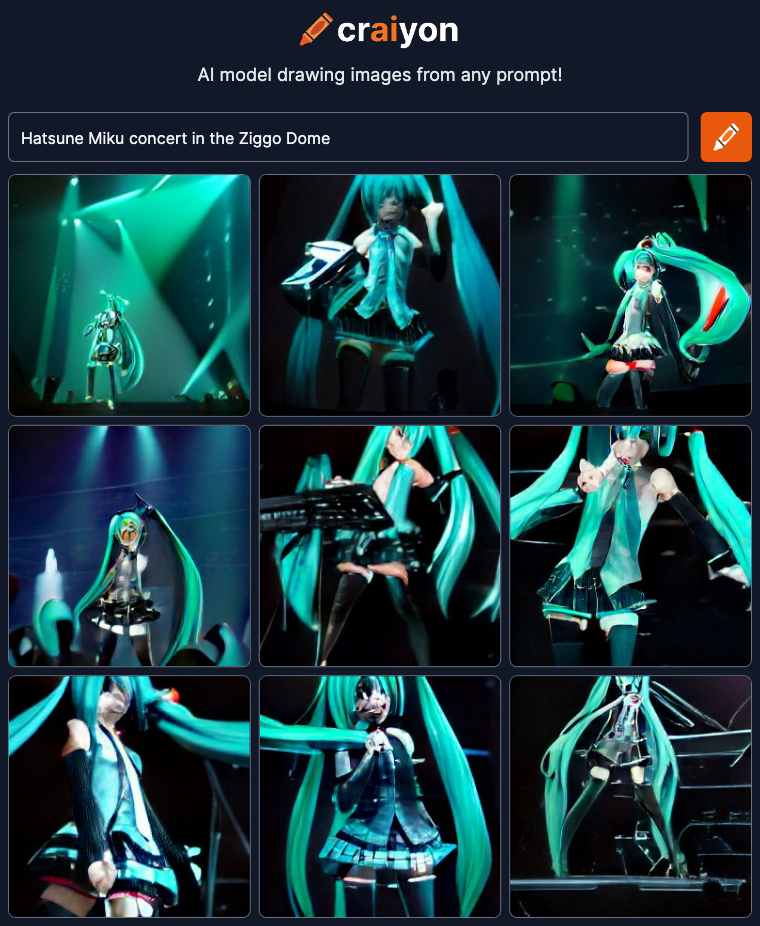 craiyon
AI model drawing images from any prompt!
Hatsune Miku concert in the Ziggo Dome